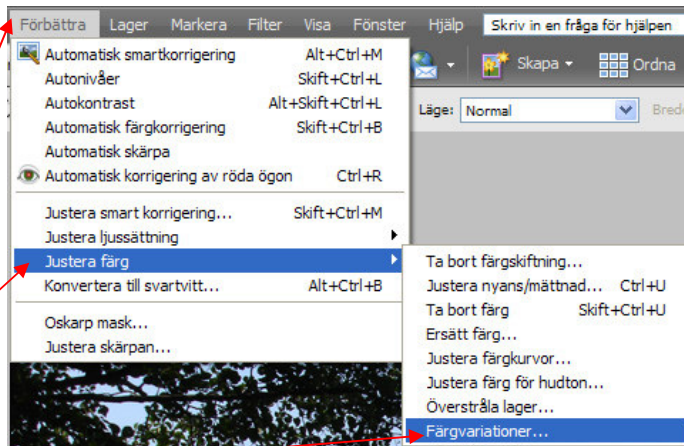 Förbättra Lager Markera Filter Visa Fönster Hjälp Skriv in en fråga för hjälpen
Skapa Ordna
Läge: Normal
Automatisk smartkorrigering Alt+Ctrl+M
Autonivåer Skift+Ctrl+L
Autokontrast Alt+Skift+Ctrl+L
Automatisk färgkorrigering Skift+Ctrl+B
Automatisk skärpa
Automatisk korrigering av röda ögon Ctrl+R
Justera smart korrigering... Skift+Ctrl+M
Justera ljussättning
Justera färg
Konvertera till svartvitt... Alt+Ctrl+B
Oskarp mask...
Justera skärpan...
Ta bort färgskiftning...
Justera nyans/mättnad... Ctrl+U
Ta bort färg Skift+Ctrl+U
Ersätt färg...
Justera färgkurvor...
Justera färg för hudton...
Överstråla lager...
Färgvariationer...